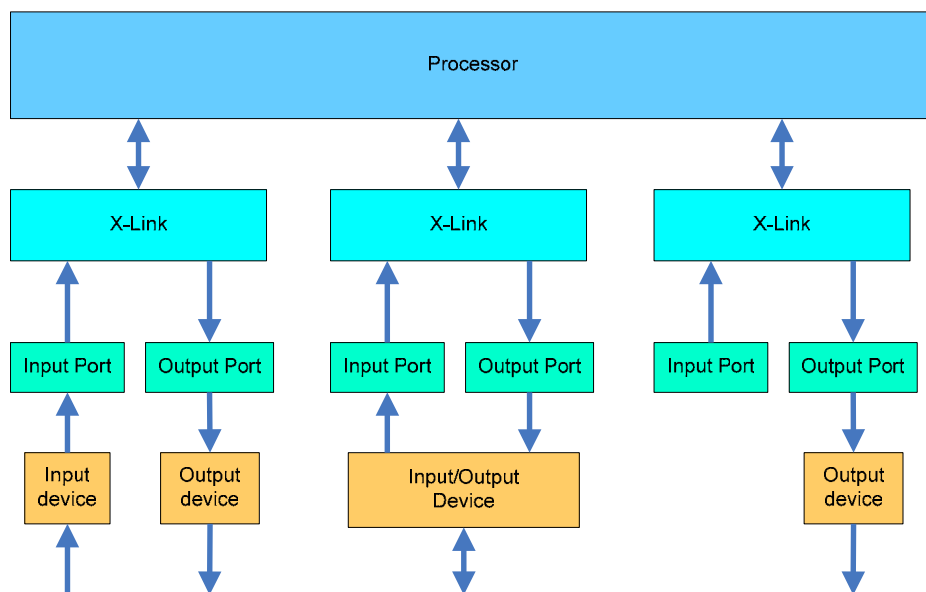 Processor
X-Link
X-Link
X-Link
Input Port
Output Port
Input Port
Output Port
Input Port
Output Port
Input
device
Output
device
Input/Output
Device
Output
device